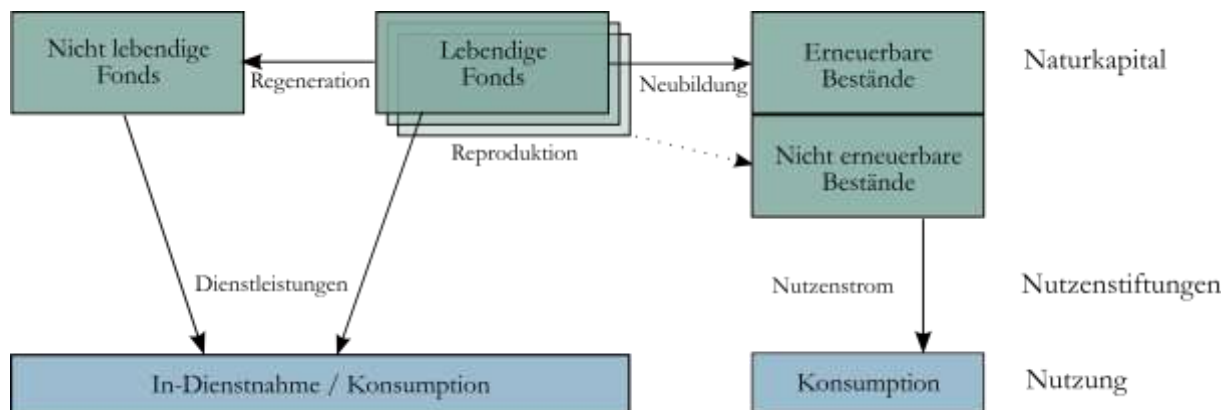 Nicht lebendige
Fonds
Regeneration
Lebendige
Fonds
Reproduktion
Neubildung
Erneuerbare
Bestände
Naturkapital
Nicht erneuerbare
Bestände
Dienstleistungen
Nutzenstrom
Nutzenstiftungen
In-Dienstnahme / Konsumption
Konsumption
Nutzung